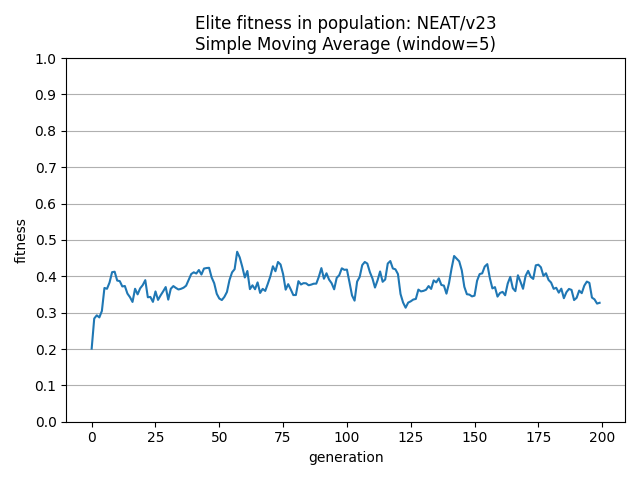 Elite fitness in population: NEAT/v23
Simple Moving Average (window=5)
1.0
0.9
0.8
0.7
0.6
0.5
0.4
0.3
0.2
0.1
0.0
fitness
0 25 50 75 100 125 150 175 200
generation